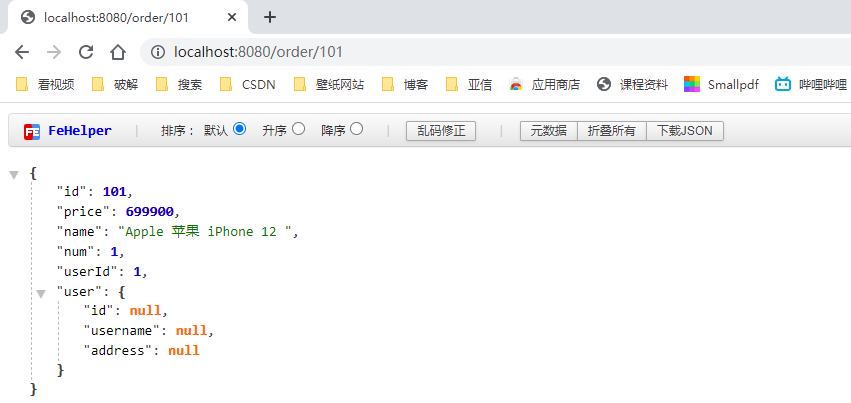 localhost:8080/order/101
localhost:8080/order/101
看视频 破解 搜索 CSDN 壁纸网站 博客 亚信 应用商店 课程资料 Smallpdf 哔哩哔哩
FE FeHelper 排序： 默认 升序 降序 乱码修正 元数据 折叠所有 下载JSON
{
"id": 101,
"price": 699900,
"name": "Apple 苹果 iPhone 12 ",
"num": 1,
"userId": 1,
"user": {
"id": null,
"username": null,
"address": null
}
}